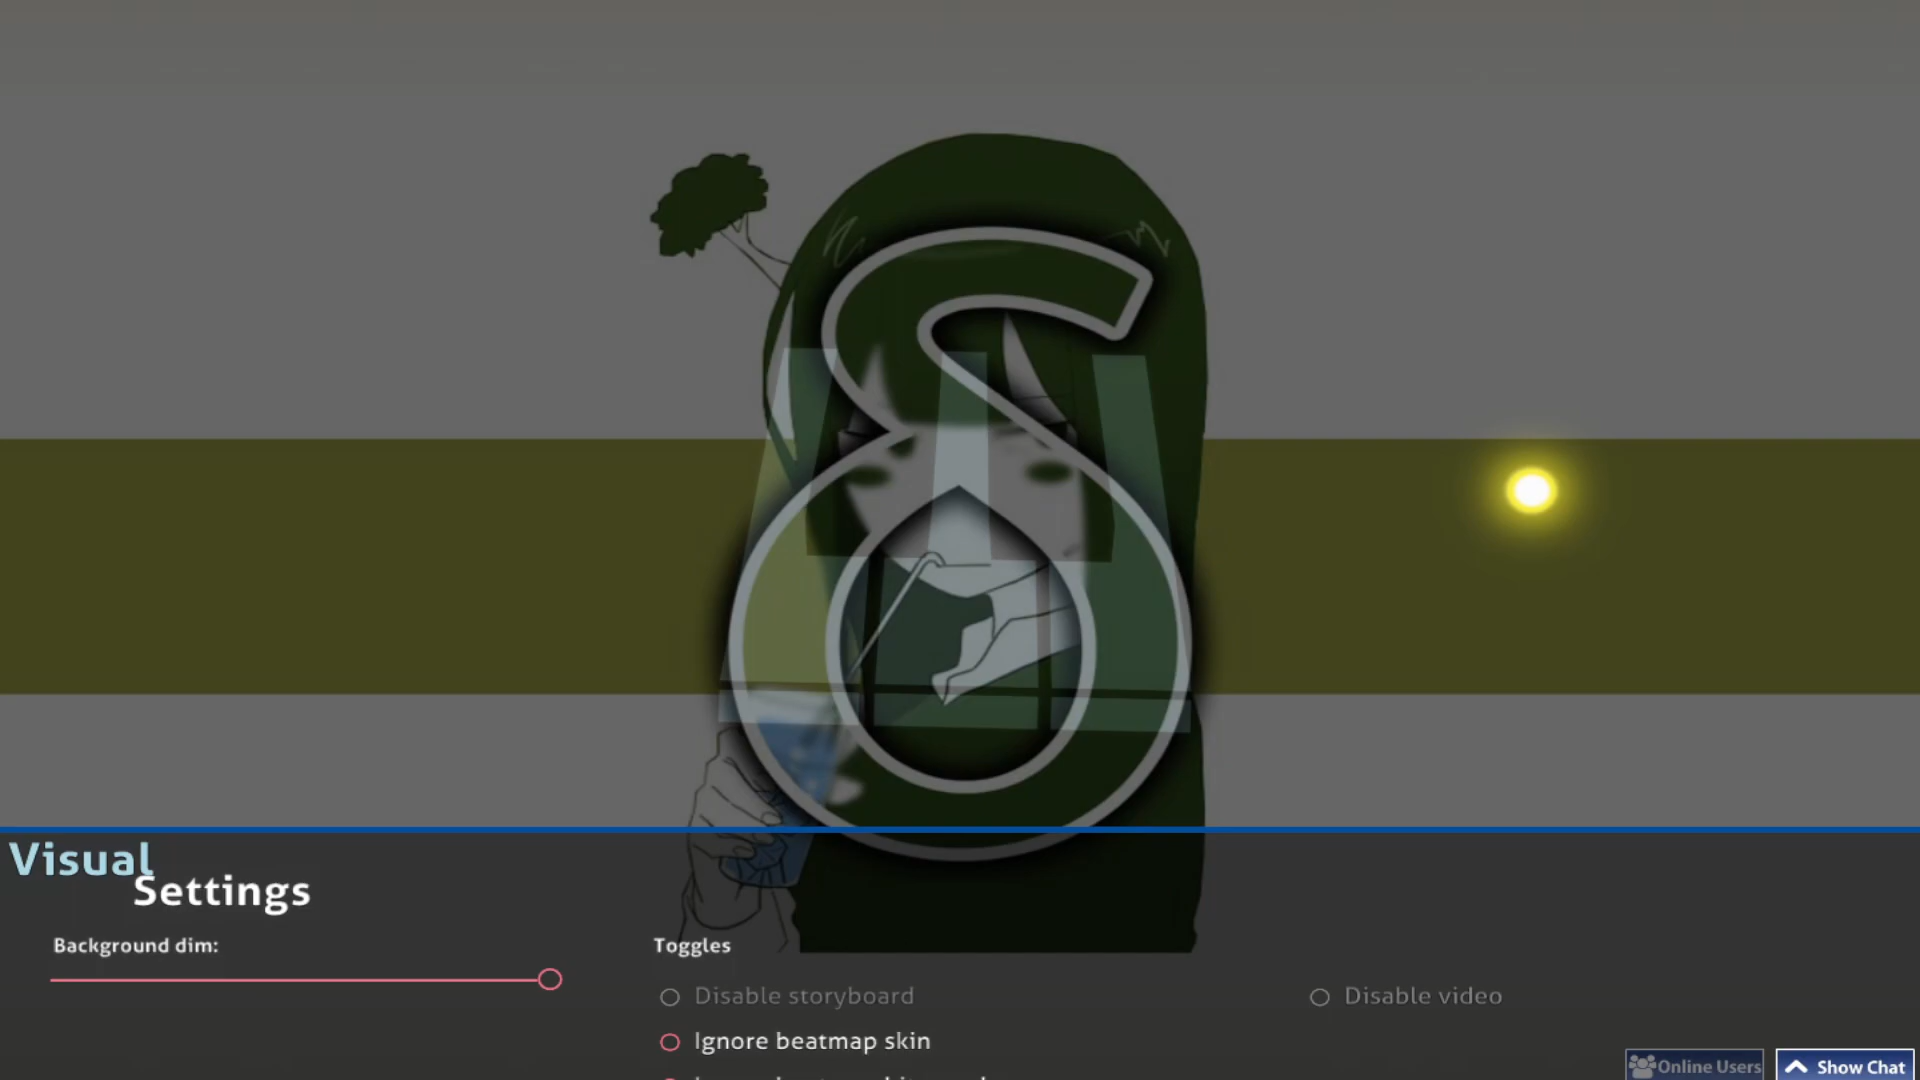 Visual
Settings
Background dim:
Toggles
Disable storyboard
Disable video
Ignore beatmap skin
Online Users
Show Chat